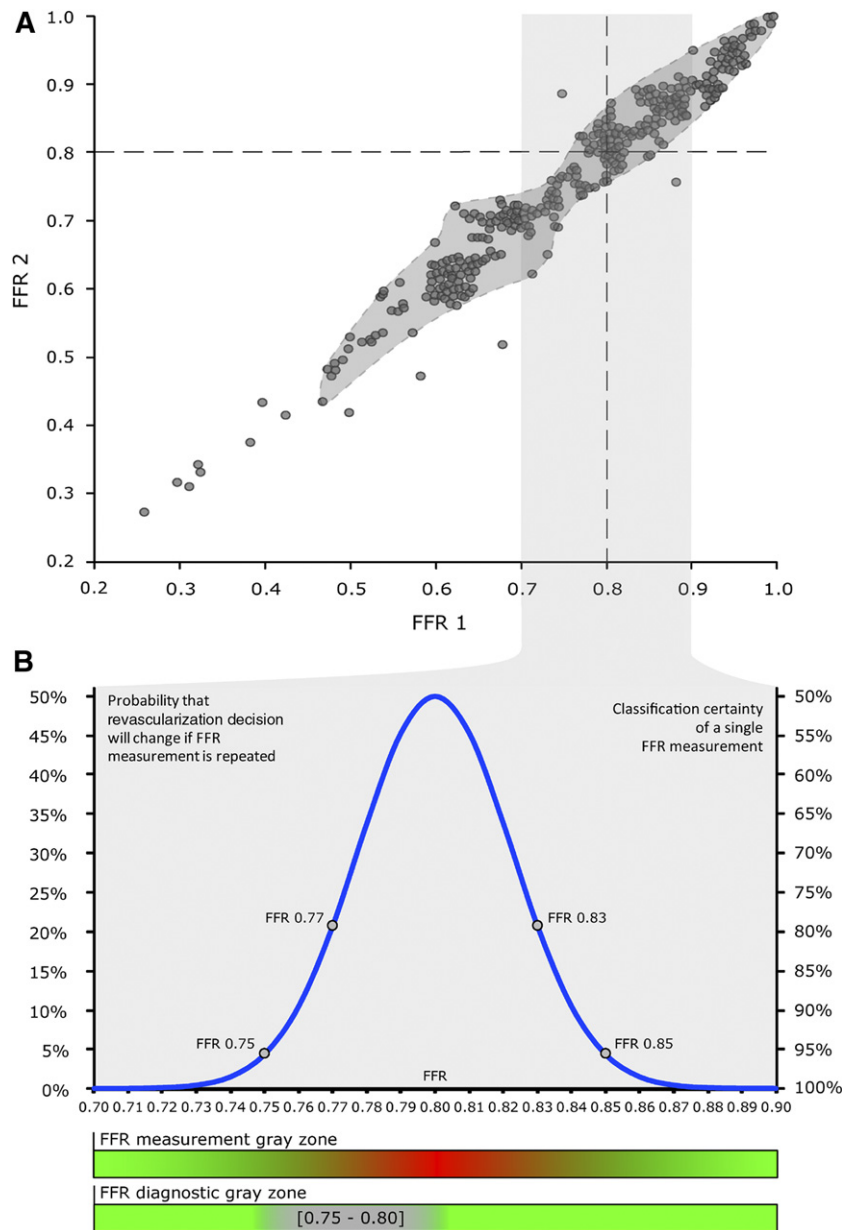 A
1.0
0.9
0.8
0.7
0.6
0.5
0.4
0.3
0.2
FFR 2
0.2 0.3 0.4 0.5 0.6 0.7 0.8 0.9 1.0
FFR 1
B
Probability that
revascularization decision
will change if FFR
measurement is repeated
Classification certainty
of a single
FFR measurement
50%
45%
40%
35%
30%
25%
20%
15%
10%
5%
0%
50%
55%
60%
65%
70%
75%
80%
85%
90%
95%
100%
FFR 0.77
FFR 0.83
FFR 0.75
FFR 0.85
FFR
0.70 0.71 0.72 0.73 0.74 0.75 0.76 0.77 0.78 0.79 0.80 0.81 0.82 0.83 0.85 0.86 0.87 0.88 0.89 0.90
FFR measurement gray zone
FFR diagnostic gray zone
[0.75 - 0.80]